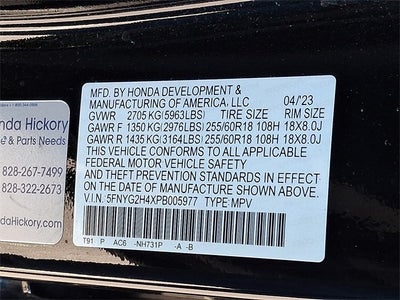 MFD. BY HONDA DEVELOPMENT &
MANUFACTURING OF AMERICA, LLC 04/23
GVWR 2705 KG (5963LBS) TIRE SIZE RIM SIZE
GAWR F 1350 KG (2976LBS) 255/60R18 108H 18X8.0J
GAWR R 1435 KG (3164LBS) 255/60R18 108H 18X8.0J
THIS VEHICLE CONFORMS TO ALL APPLICABLE
FEDERAL MOTOR VEHICLE SAFETY
AND THEFT PREVENTION STANDARDS IN EFFECT
ON THE DATE OF MANUFACTURE SHOWN ABOVE.
V.I.N. 5FNYG2H4XPB005977 TYPE: MPV
T91 P AC6 -NH731P -A -B
nda Hickory
& Parts Needs
828-267-7499
828-322-2673
ndaHickory.com